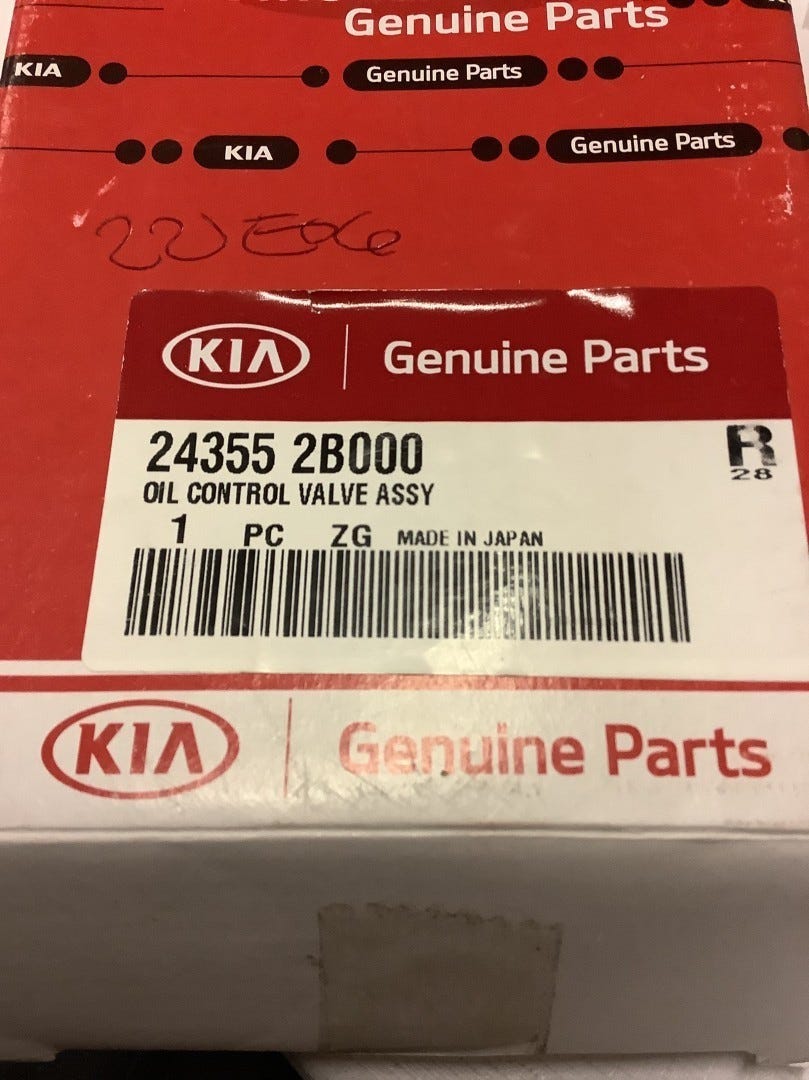 Genuine Parts
KIA Genuine Parts
KIA Genuine Parts
KIA Genuine Parts
24355 2B000
R
28
OIL CONTROL VALVE ASSY
1 PC ZG MADE IN JAPAN
KIA Genuine Parts